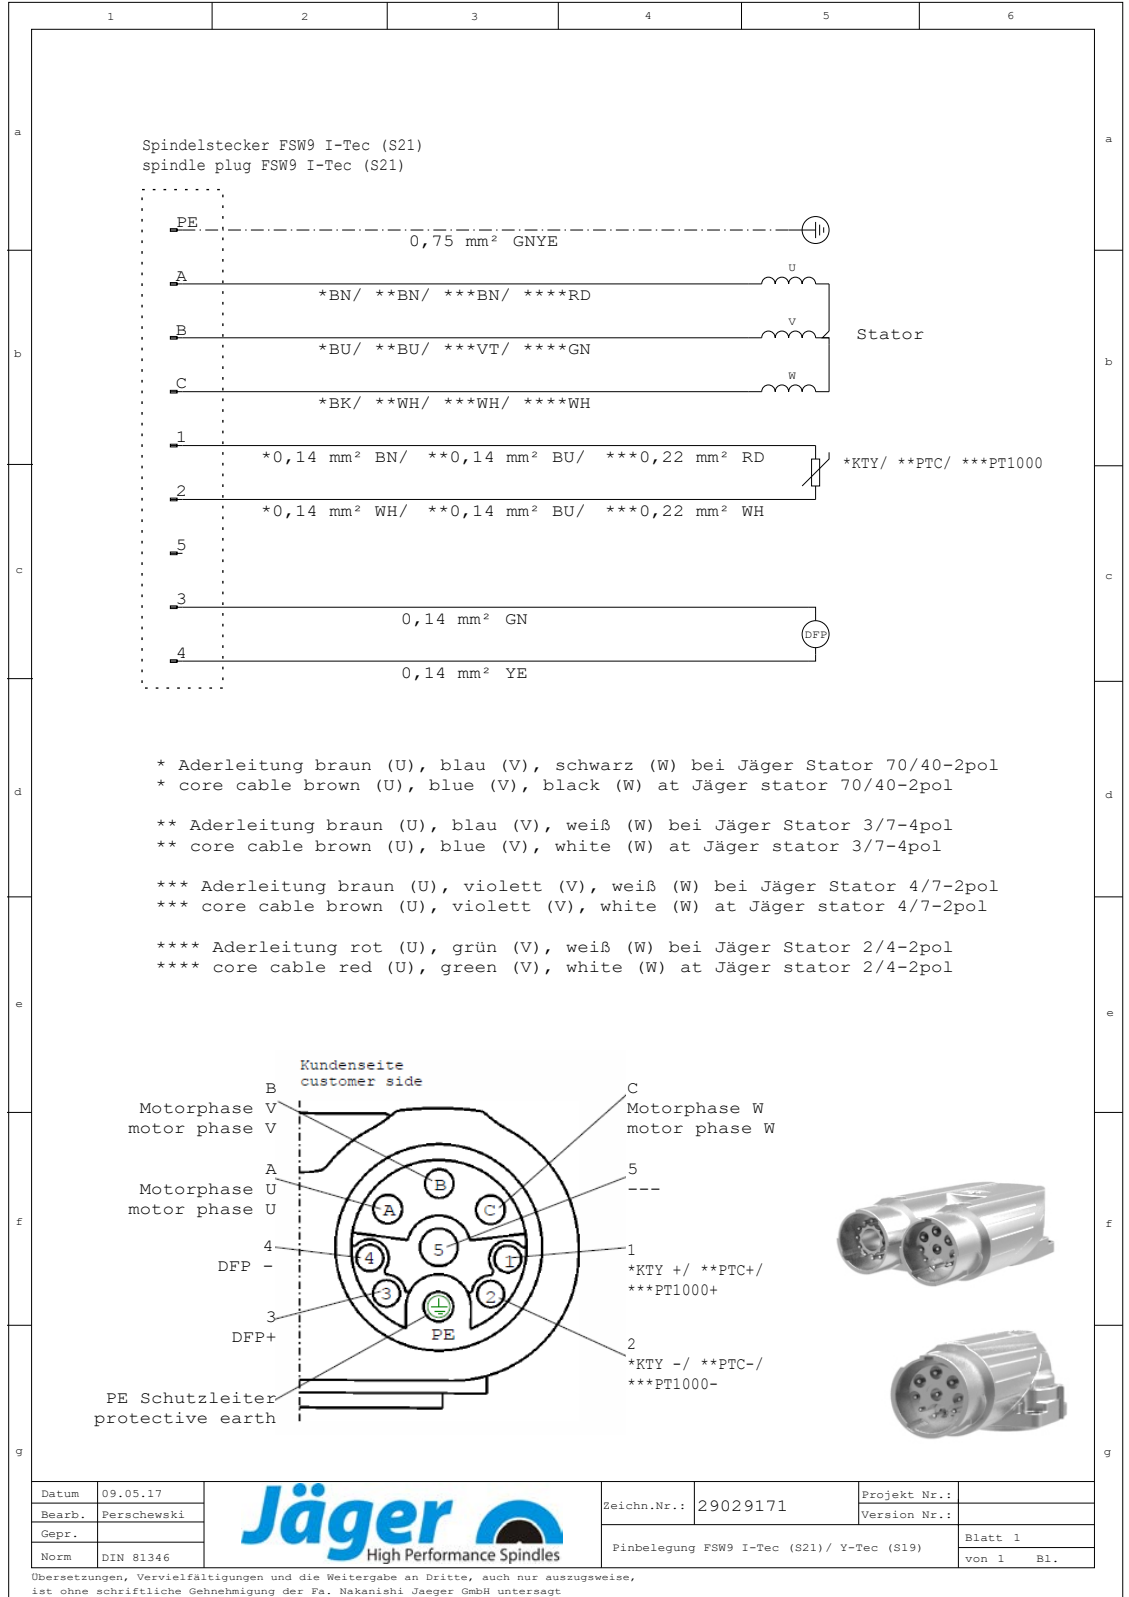 1 2 3 4 5 6
a a
Spindelstecker FSW9 I-Tec (S21)
spindle plug FSW9 I-Tec (S21)
PE
0,75 mm² GNYE
A
U
*BN/ **BN/ ***BN/ ****RD
B
V
Stator
*BU/ **BU/ ***VT/ ****GN
b b
C
W
*BK/ **WH/ ***WH/ ****WH
1
*0,14 mm² BN/ **0,14 mm² BU/ ***0,22 mm² RD
*KTY/ **PTC/ ***PT1000
2
*0,14 mm² WH/ **0,14 mm² BU/ ***0,22 mm² WH
5
c c
3
0,14 mm² GN
DFP
4
0,14 mm² YE
* Aderleitung braun (U), blau (V), schwarz (W) bei Jäger Stator 70/40-2pol
* core cable brown (U), blue (V), black (W) at Jäger stator 70/40-2pol
d d
** Aderleitung braun (U), blau (V), weiß (W) bei Jäger Stator 3/7-4pol
** core cable brown (U), blue (V), white (W) at Jäger stator 3/7-4pol
*** Aderleitung braun (U), violett (V), weiß (W) bei Jäger Stator 4/7-2pol
*** core cable brown (U), violett (V), white (W) at Jäger stator 4/7-2pol
**** Aderleitung rot (U), grün (V), weiß (W) bei Jäger Stator 2/4-2pol
**** core cable red (U), green (V), white (W) at Jäger stator 2/4-2pol
e e
Kundenseite
customer side
B
Motorphase V
motor phase V
C
Motorphase W
motor phase W
A
Motorphase U
motor phase U
5
---
B
A
C
5
4
1
3
2
PE
f f
4
DFP -
1
*KTY +/ **PTC+/
***PT1000+
3
DFP+
2
*KTY -/ **PTC-/
***PT1000-
PE Schutzleiter
protective earth
g g
Datum 09.05.17
Bearb. Perschewski
Gepr.
Norm DIN 81346
Jäger
High Performance Spindles
Zeichn.Nr.: 29029171
Projekt Nr.:
Version Nr.:
Pinbelegung FSW9 I-Tec (S21)/ Y-Tec (S19)
Blatt 1
von 1 Bl.
Übersetzungen, Vervielfältigungen und die Weitergabe an Dritte, auch nur auszugsweise,
ist ohne schriftliche Gehnehmigung der Fa. Nakanishi Jaeger GmbH untersagt